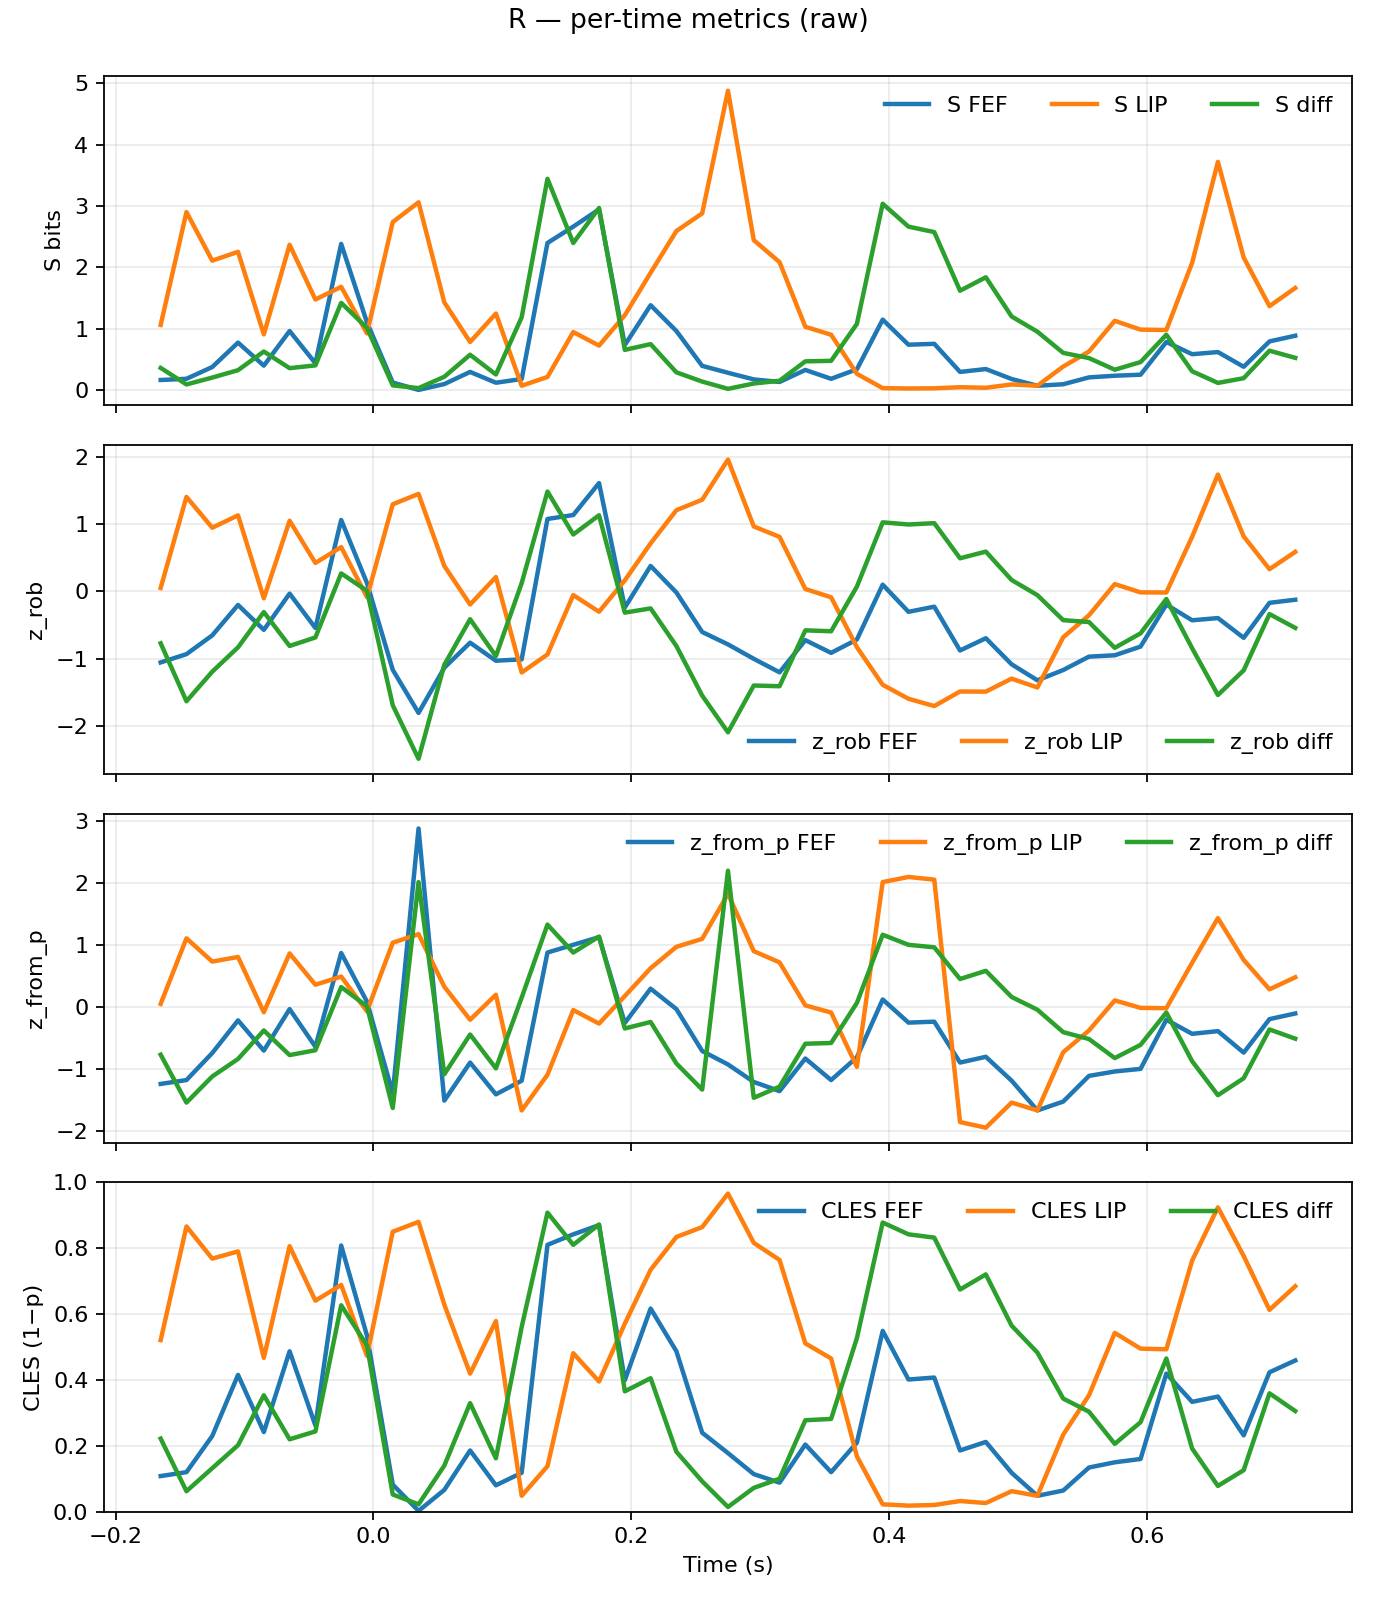 R — per-time metrics (raw)
S FEF S LIP S diff
5
4
3
2
1
0
S bits
2
1
0
−1
−2
z_rob
z_rob FEF z_rob LIP z_rob diff
z_from_p FEF z_from_p LIP z_from_p diff
3
2
1
0
−1
−2
z_from_p
CLES FEF CLES LIP CLES diff
1.0
0.8
0.6
0.4
0.2
0.0
CLES (1−p)
−0.2 0.0 0.2 0.4 0.6
Time (s)